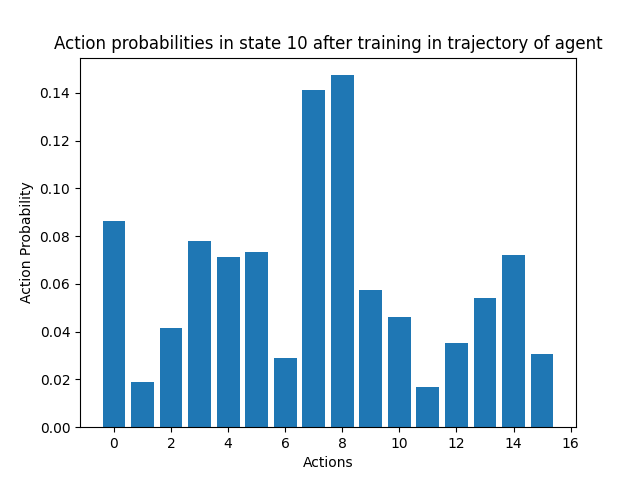 Action probabilities in state 10 after training in trajectory of agent
0.14
0.12
0.10
0.08
0.06
0.04
0.02
0.00
Action Probability
0 2 4 6 8 10 12 14 16
Actions